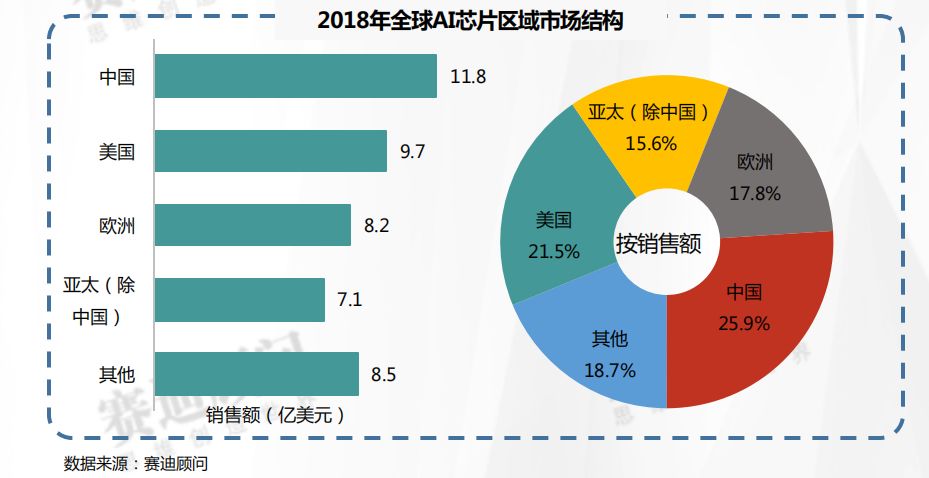 2018年全球AI芯片区域市场结构
中国
11.8
美国
9.7
欧洲
8.2
亚太（除
中国）
7.1
其他
8.5
销售额（亿美元）
亚太（除中国）
15.6%
欧洲
17.8%
美国
21.5%
按销售额
中国
25.9%
其他
18.7%
数据来源：赛迪顾问